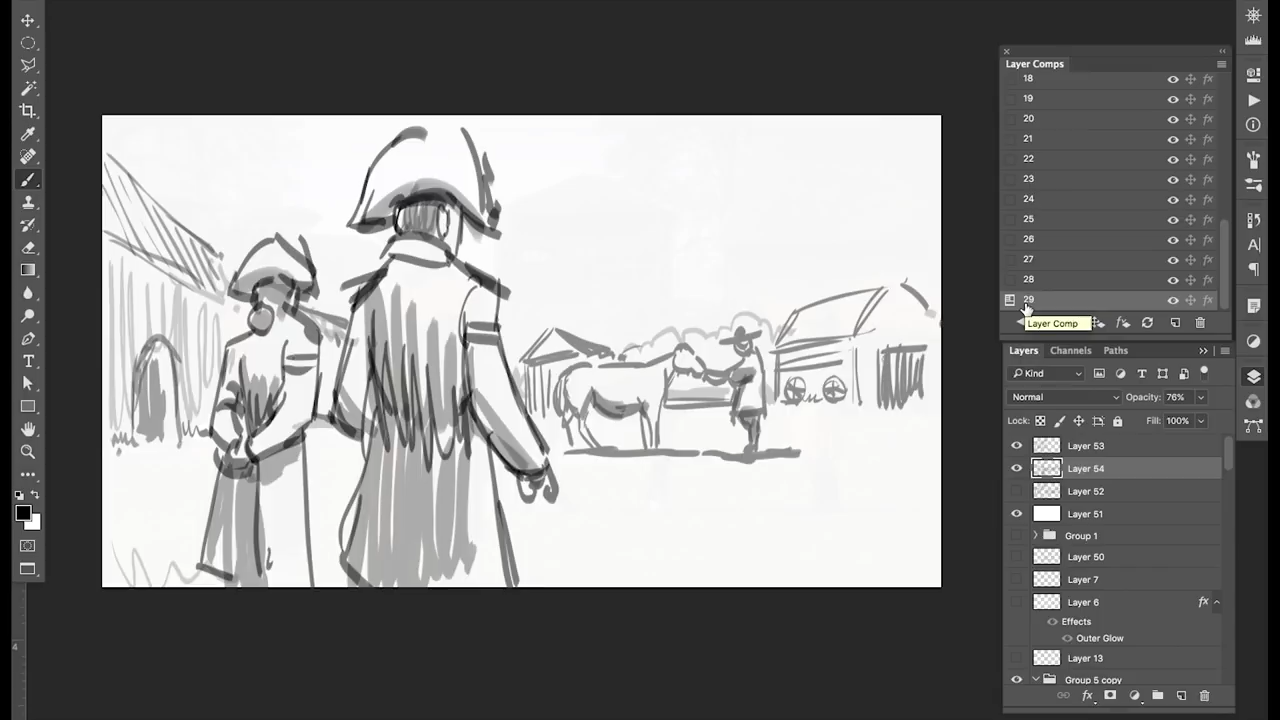 Layer Comps
18
19
20
21
22
23
24
25
26
27
28
29
Layer Comp
Layers Channels Paths
Kind
Normal Opacity: 76%
Lock: Fill: 100%
Layer 53
Layer 54
Layer 52
Layer 51
Group 1
Layer 50
Layer 7
Layer 6 fx
Effects
Outer Glow
Layer 13
Group 5 copy
fx
4